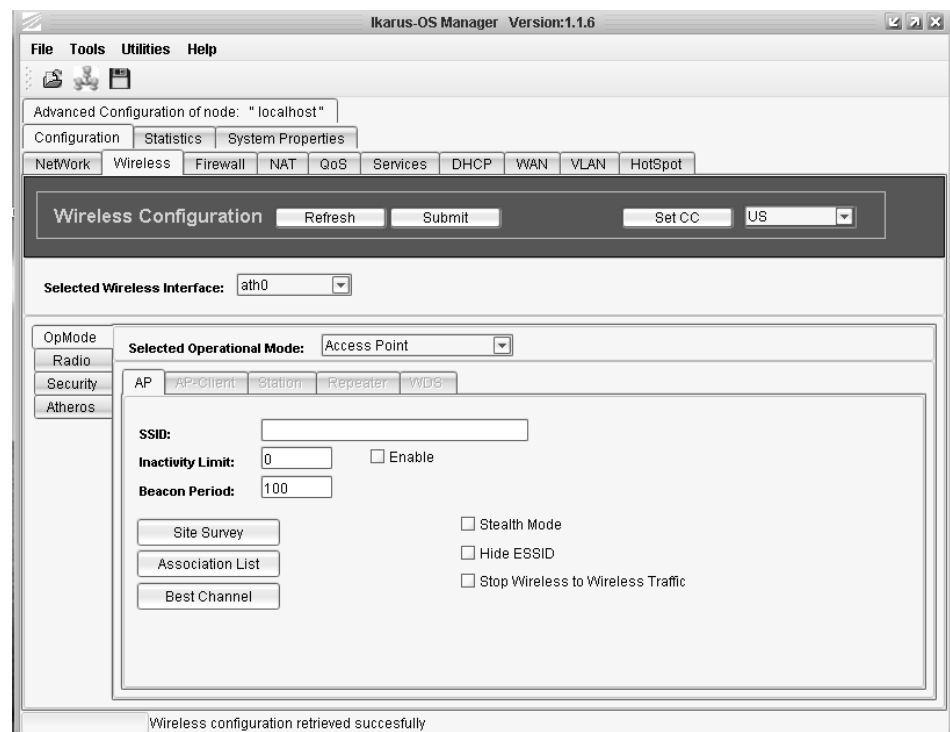 Ikarus-OS Manager Version:1.1.6
File Tools Utilities Help
Advanced Configuration of node: "localhost"
Configuration Statistics System Properties
NetWork Wireless Firewall NAT QoS Services DHCP WAN VLAN HotSpot
Wireless Configuration Refresh Submit Set CC US
Selected Wireless Interface: ath0
OpMode
Radio
Security
Atheros
Selected Operational Mode: Access Point
AP AP-Client Station Repeater WDS
SSID:
Inactivity Limit: 0 Enable
Beacon Period: 100
Site Survey
Association List
Best Channel
Stealth Mode
Hide ESSID
Stop Wireless to Wireless Traffic
Wireless configuration retrieved succesfully